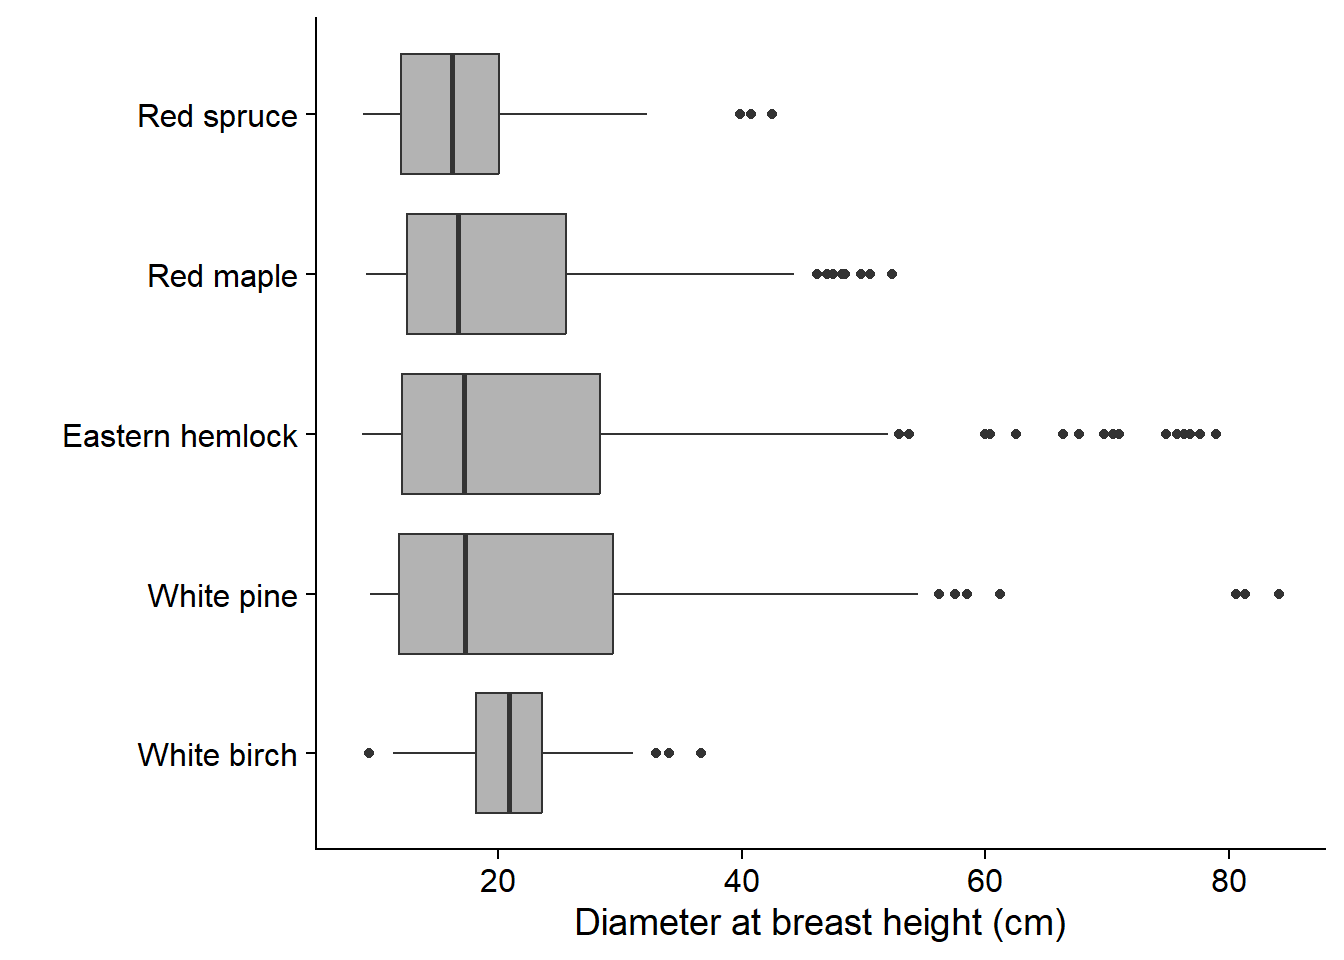 Red spruce
Red maple
Eastern hemlock
White pine
White birch
20 40 60 80
Diameter at breast height (cm)